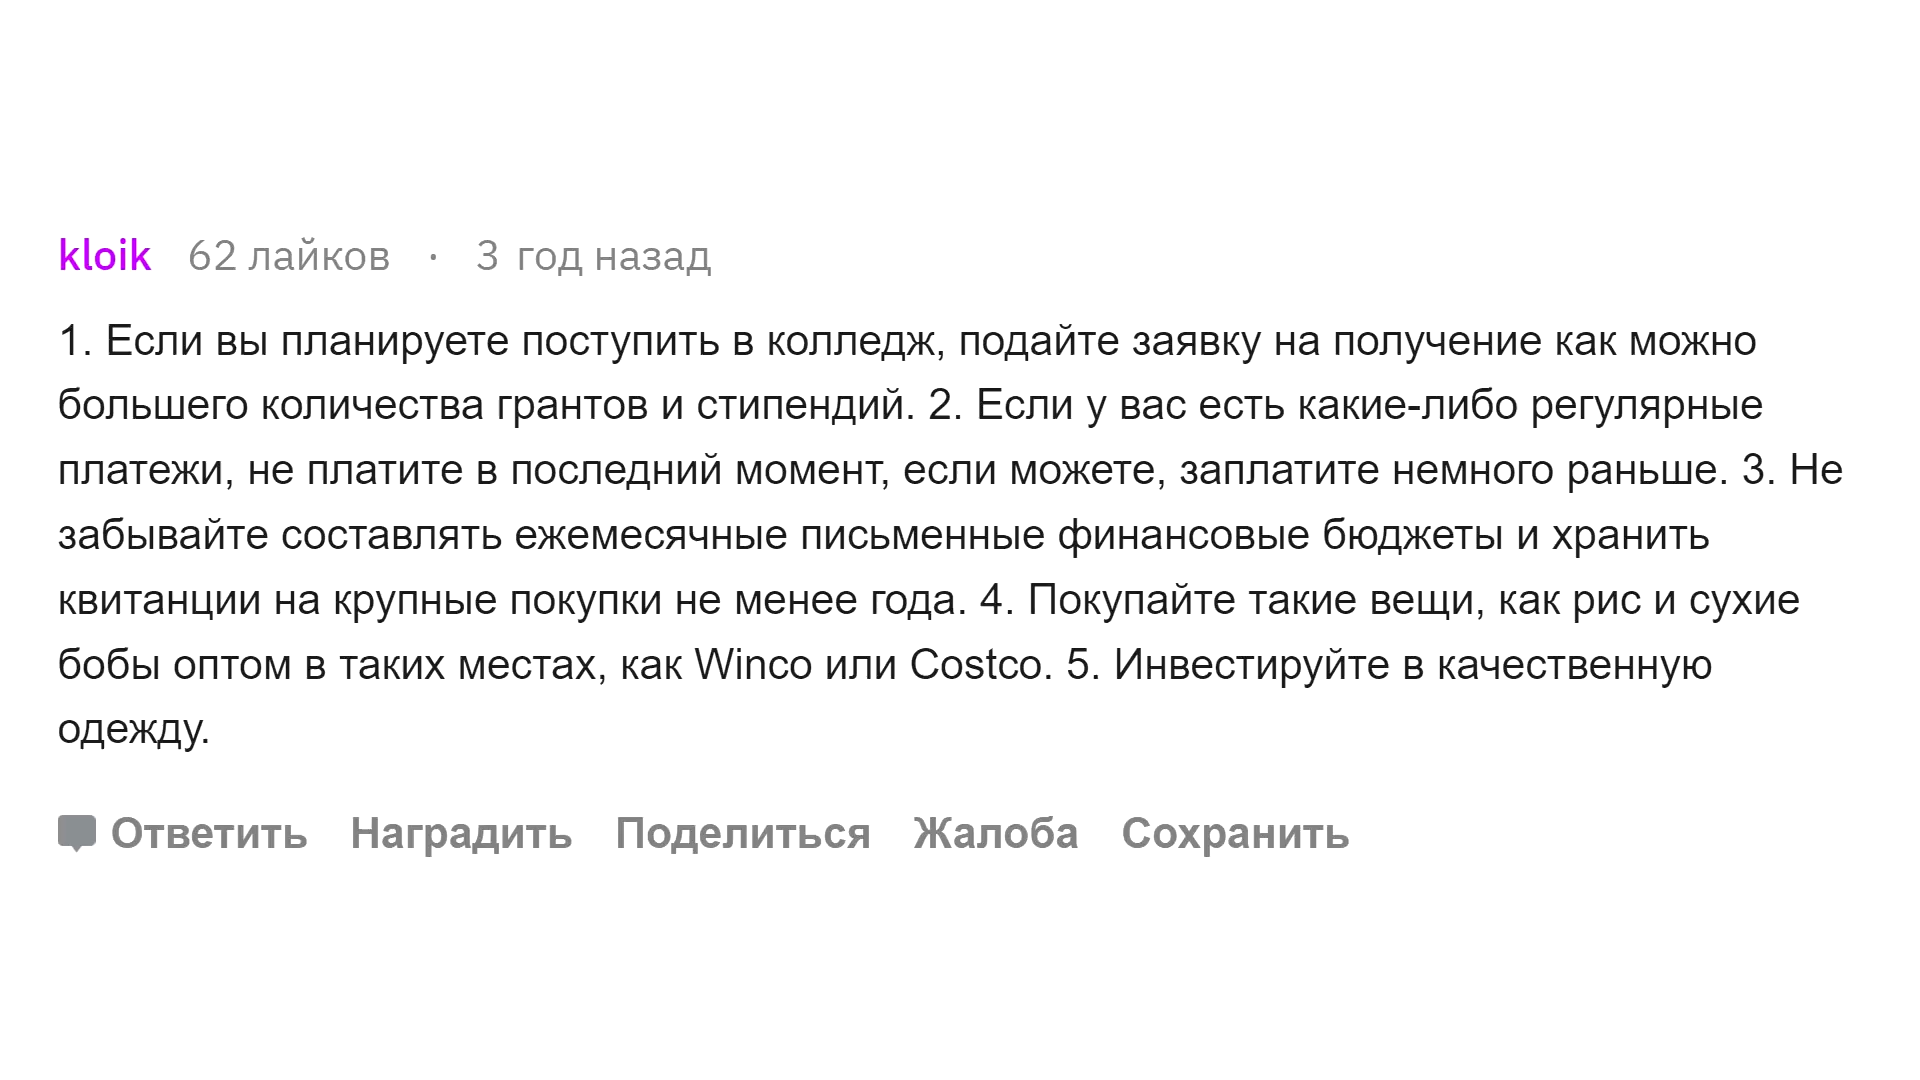 kloik 62 лайков · 3 год назад
1. Если вы планируете поступить в колледж, подайте заявку на получение как можно
большего количества грантов и стипендий. 2. Если у вас есть какие-либо регулярные
платежи, не платите в последний момент, если можете, заплатите немного раньше. 3. Не
забывайте составлять ежемесячные письменные финансовые бюджеты и хранить
квитанции на крупные покупки не менее года. 4. Покупайте такие вещи, как рис и сухие
бобы оптом в таких местах, как Winco или Costco. 5. Инвестируйте в качественную
одежду.
Ответить Наградить Поделиться Жалоба Сохранить